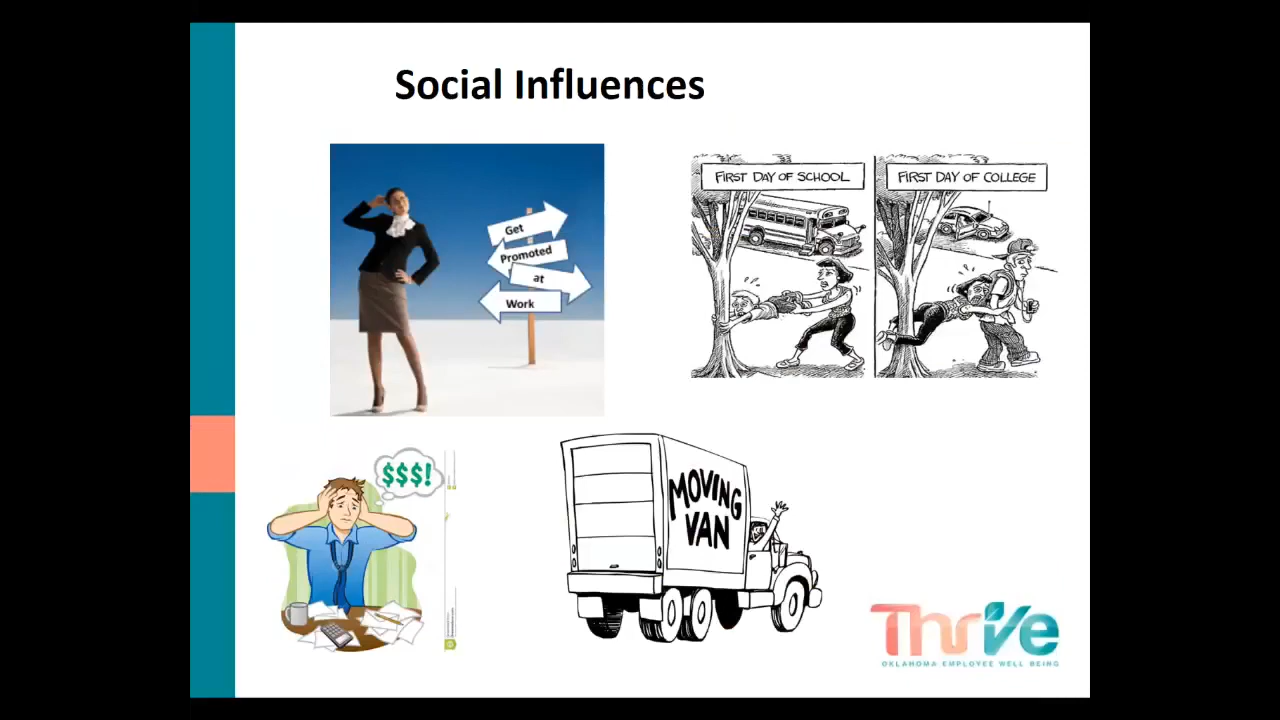 Social Influences
Get
Promoted
at
Work
FIRST DAY OF SCHOOL
FIRST DAY OF COLLEGE
$$$!
MOVING
VAN
Thrive
OKLAHOMA EMPLOYEE WELL BEING